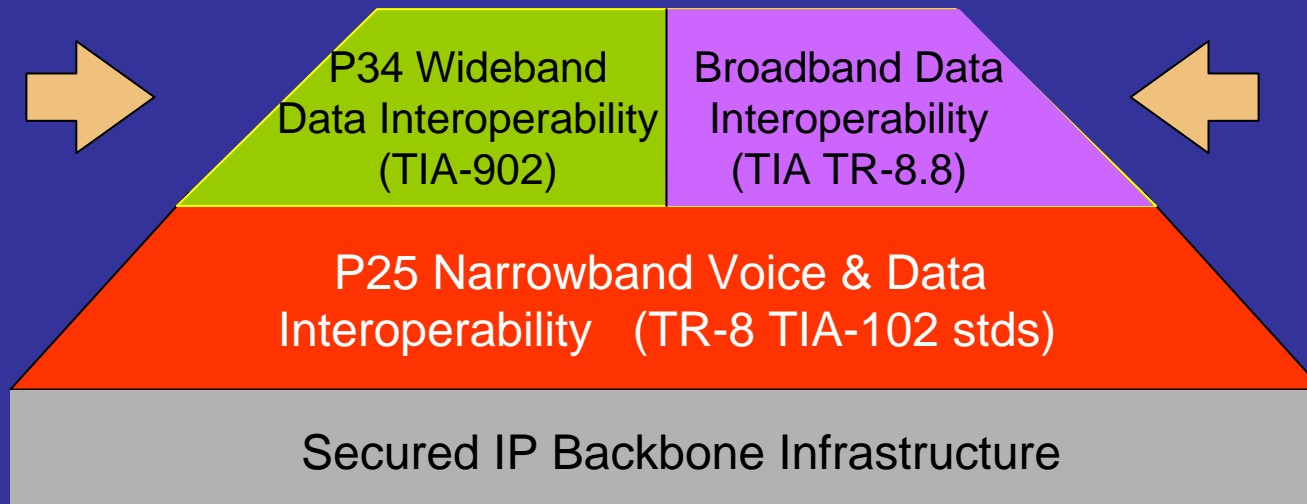 P34 Wideband
Data Interoperability
(TIA-902)
Broadband Data
Interoperability
(TIA TR-8.8)
P25 Narrowband Voice & Data
Interoperability (TR-8 TIA-102 stds)
Secured IP Backbone Infrastructure